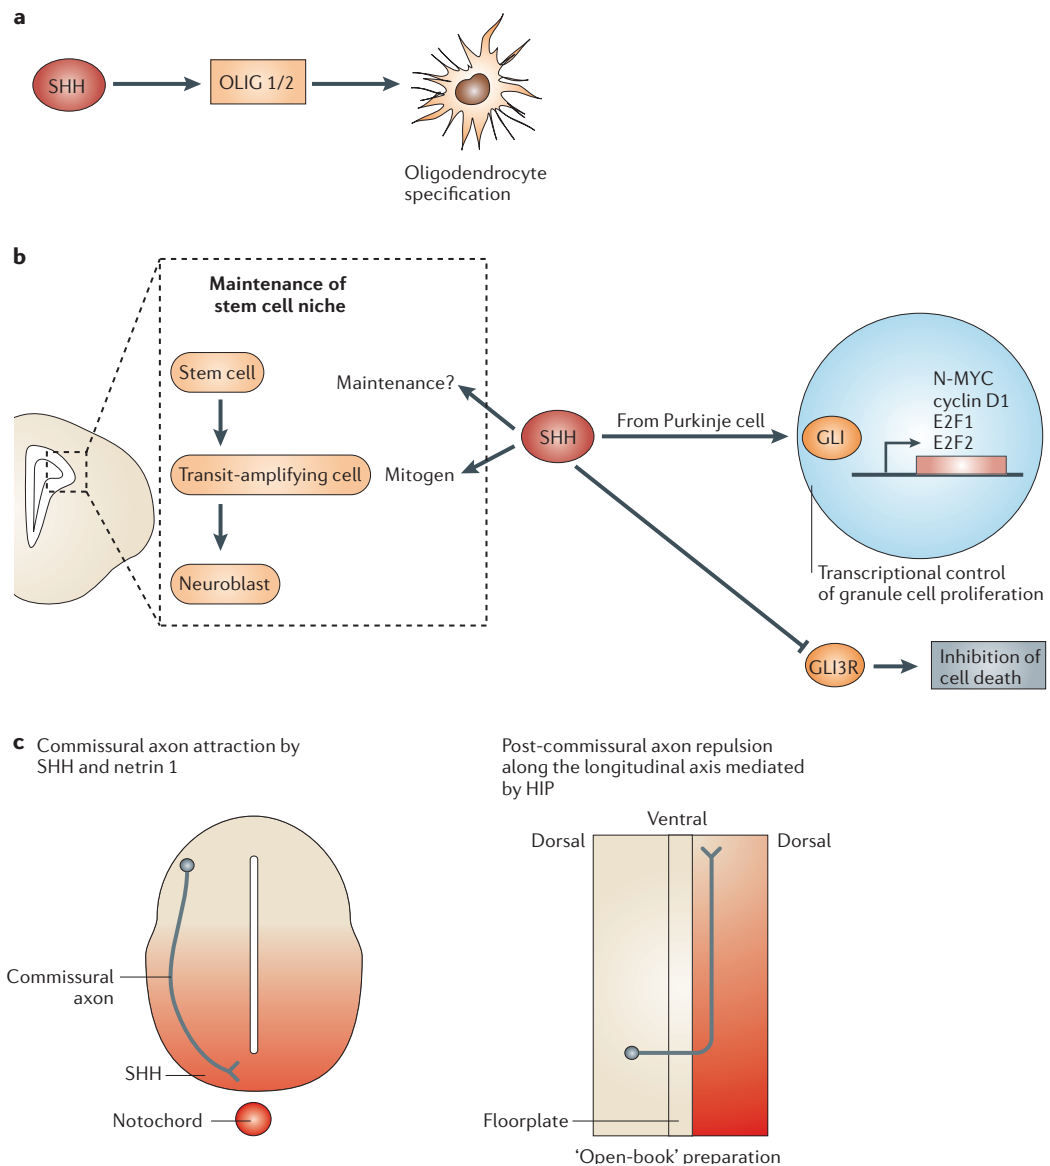 a
SHH
OLIG 1/2
Oligodendrocyte
specification
b
Maintenance of
stem cell niche
Stem cell
Maintenance?
Transit-amplifying cell
Mitogen
Neuroblast
SHH
From Purkinje cell
GLI
N-MYC
cyclin D1
E2F1
E2F2
Transcriptional control
of granule cell proliferation
GLI3R
Inhibition of
cell death
c
Commissural axon attraction by
SHH and netrin 1
Commissural
axon
SHH
Notochord
Post-commissural axon repulsion
along the longitudinal axis mediated
by HIP
Ventral
Dorsal
Dorsal
Floorplate
'Open-book' preparation